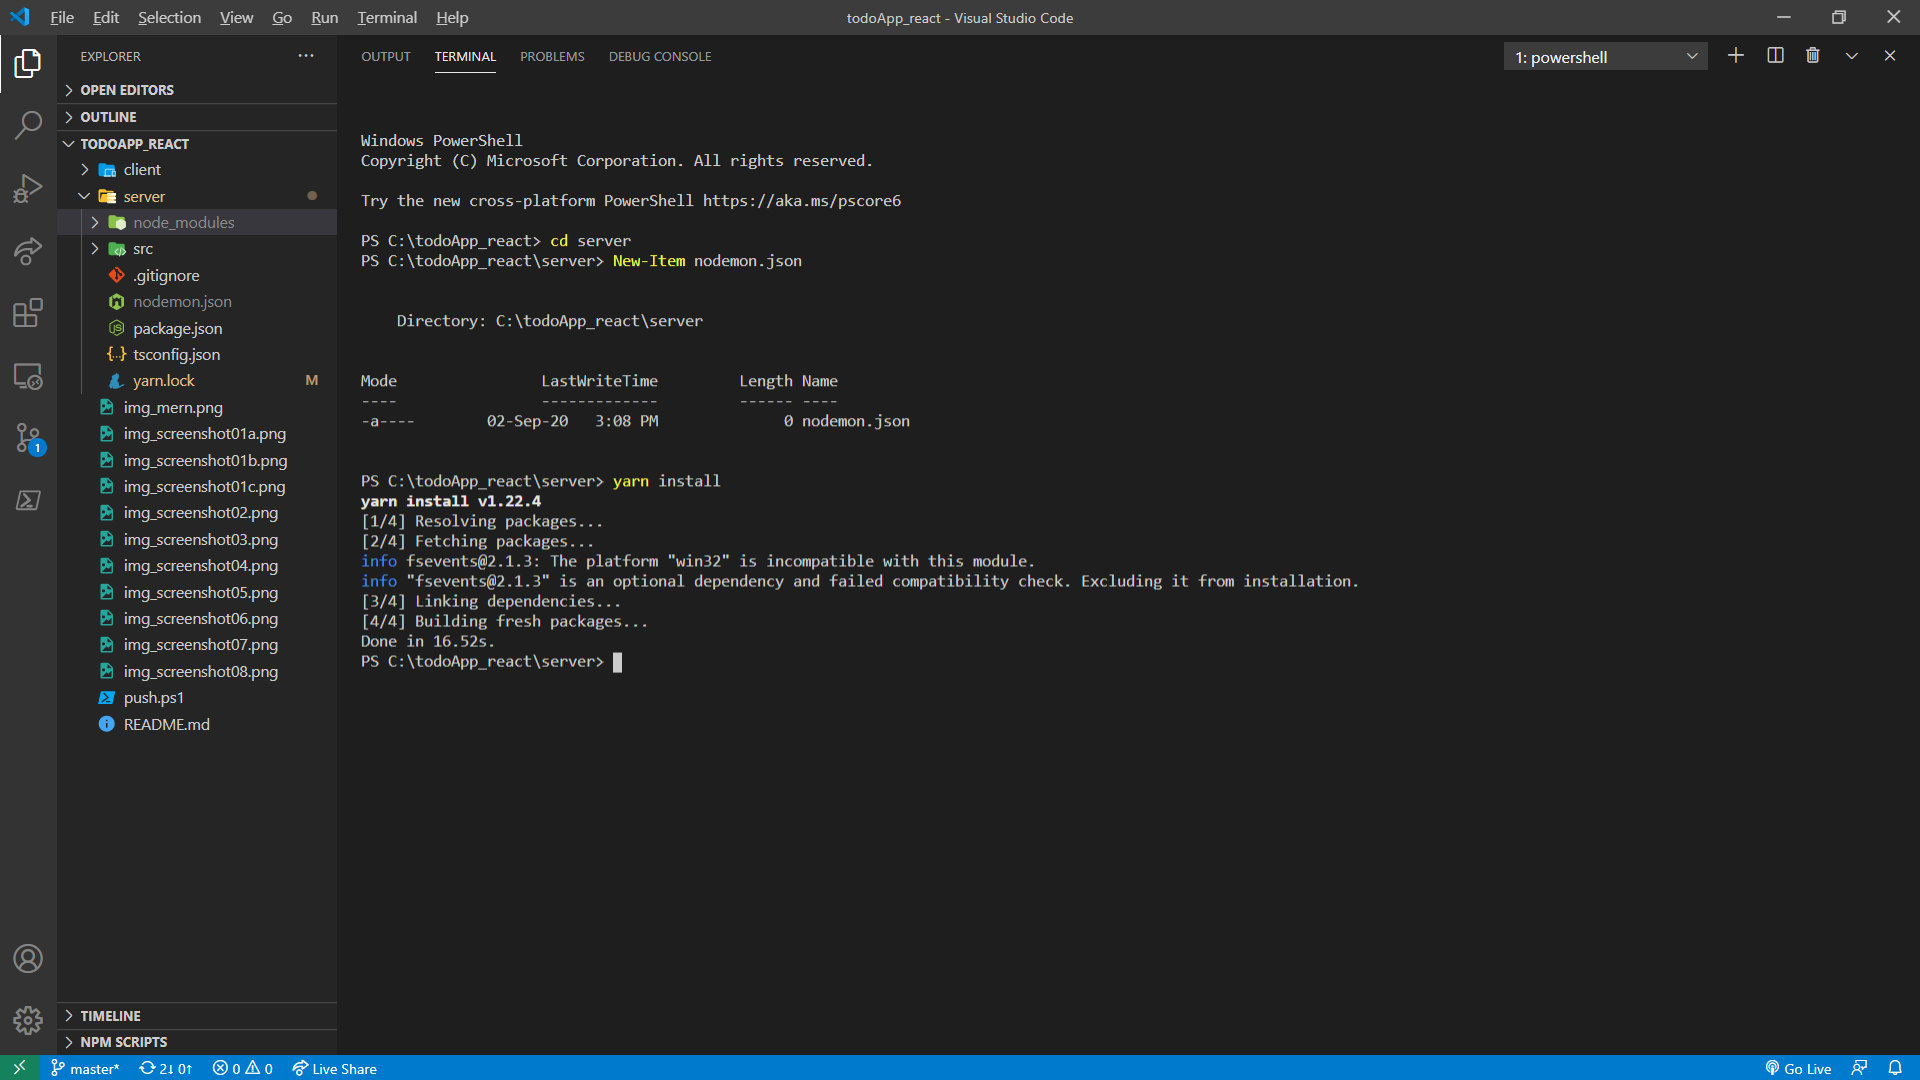 File Edit Selection View Go Run Terminal Help
todoApp_react - Visual Studio Code
EXPLORER
OPEN EDITORS
OUTLINE
TODOAPP_REACT
client
server
node_modules
src
.gitignore
nodemon.json
package.json
tsconfig.json
yarn.lock M
img_mern.png
img_screenshot01a.png
img_screenshot01b.png
img_screenshot01c.png
img_screenshot02.png
img_screenshot03.png
img_screenshot04.png
img_screenshot05.png
img_screenshot06.png
img_screenshot07.png
img_screenshot08.png
push.ps1
README.md
TIMELINE
NPM SCRIPTS
1
OUTPUT TERMINAL PROBLEMS DEBUG CONSOLE
1: powershell
Windows PowerShell
Copyright (C) Microsoft Corporation. All rights reserved.
Try the new cross-platform PowerShell https://aka.ms/pscore6
PS C:\todoApp_react> cd server
PS C:\todoApp_react\server> New-Item nodemon.json
Directory: C:\todoApp_react\server
Mode LastWriteTime Length Name
---- ------------- ------ ----
-a---- 02-Sep-20 3:08 PM 0 nodemon.json
PS C:\todoApp_react\server> yarn install
yarn install v1.22.4
[1/4] Resolving packages...
[2/4] Fetching packages...
info fsevents@2.1.3: The platform "win32" is incompatible with this module.
info "fsevents@2.1.3" is an optional dependency and failed compatibility check. Excluding it from installation.
[3/4] Linking dependencies...
[4/4] Building fresh packages...
Done in 16.52s.
PS C:\todoApp_react\server>
master* 2↓ 0↑ 0 0 Live Share
Go Live